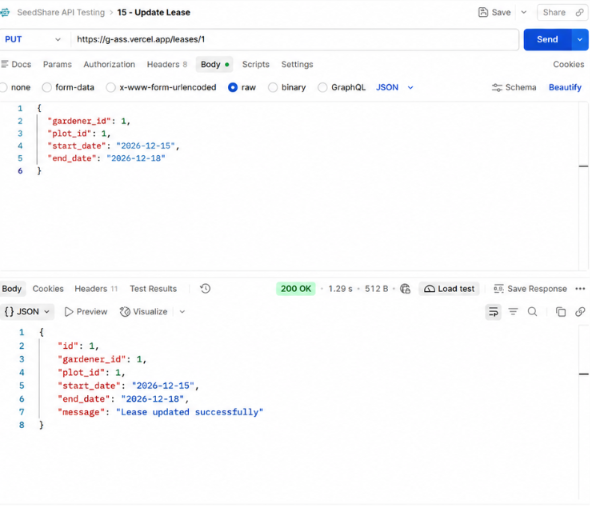 SeedShare API Testing > 15 - Update Lease Save Share
PUT https://g-ass.vercel.app/leases/1 Send
Docs Params Authorization Headers 8 Body Scripts Settings Cookies
none form-data x-www-form-urlencoded raw binary GraphQL JSON Schema Beautify
1 {
2 "gardener_id": 1,
3 "plot_id": 1,
4 "start_date": "2026-12-15",
5 "end_date": "2026-12-18"
6 }
Body Cookies Headers 11 Test Results 200 OK · 1.29 s · 512 B · Load test Save Response
{} JSON Preview Visualize
1 {
2 "id": 1,
3 "gardener_id": 1,
4 "plot_id": 1,
5 "start_date": "2026-12-15",
6 "end_date": "2026-12-18",
7 "message": "Lease updated successfully"
8 }